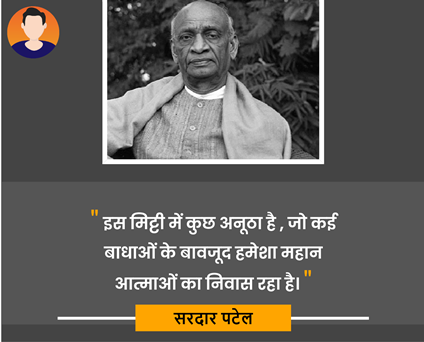 " इस मिट्टी में कुछ अनूठा है , जो कई
बाधाओं के बावजूद हमेशा महान
आत्माओं का निवास रहा है। "
सरदार पटेल